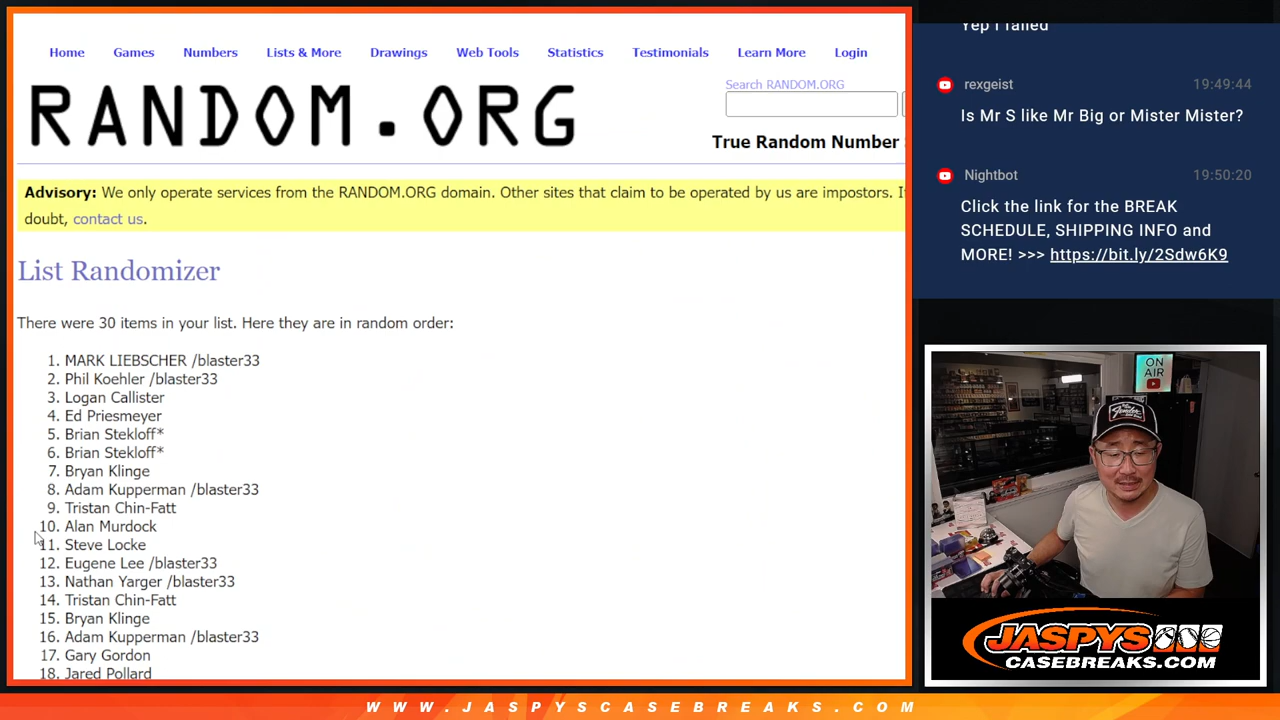 Home Games Numbers Lists & More Drawings Web Tools Statistics Testimonials Learn More Login
Search RANDOM.ORG
RANDOM.ORG
True Random Number
Advisory: We only operate services from the RANDOM.ORG domain. Other sites that claim to be operated by us are impostors.
doubt, contact us.
List Randomizer
There were 30 items in your list. Here they are in random order:
1. MARK LIEBSCHER /blaster33
2. Phil Koehler /blaster33
3. Logan Callister
4. Ed Priesmeyer
5. Brian Stekloff*
6. Brian Stekloff*
7. Bryan Klinge
8. Adam Kupperman /blaster33
9. Tristan Chin-Fatt
10. Alan Murdock
11. Steve Locke
12. Eugene Lee /blaster33
13. Nathan Yarger /blaster33
14. Tristan Chin-Fatt
15. Bryan Klinge
16. Adam Kupperman /blaster33
17. Gary Gordon
18. Jared Pollard
Yep I failed
rexgeist 19:49:44
Is Mr S like Mr Big or Mister Mister?
Nightbot 19:50:20
Click the link for the BREAK
SCHEDULE, SHIPPING INFO and
MORE! >>> https://bit.ly/2Sdw6K9
ON
AIR
Fender
JASPYS
CASEBREAKS.COM
WWW.JASPYSCASEBREAKS.COM